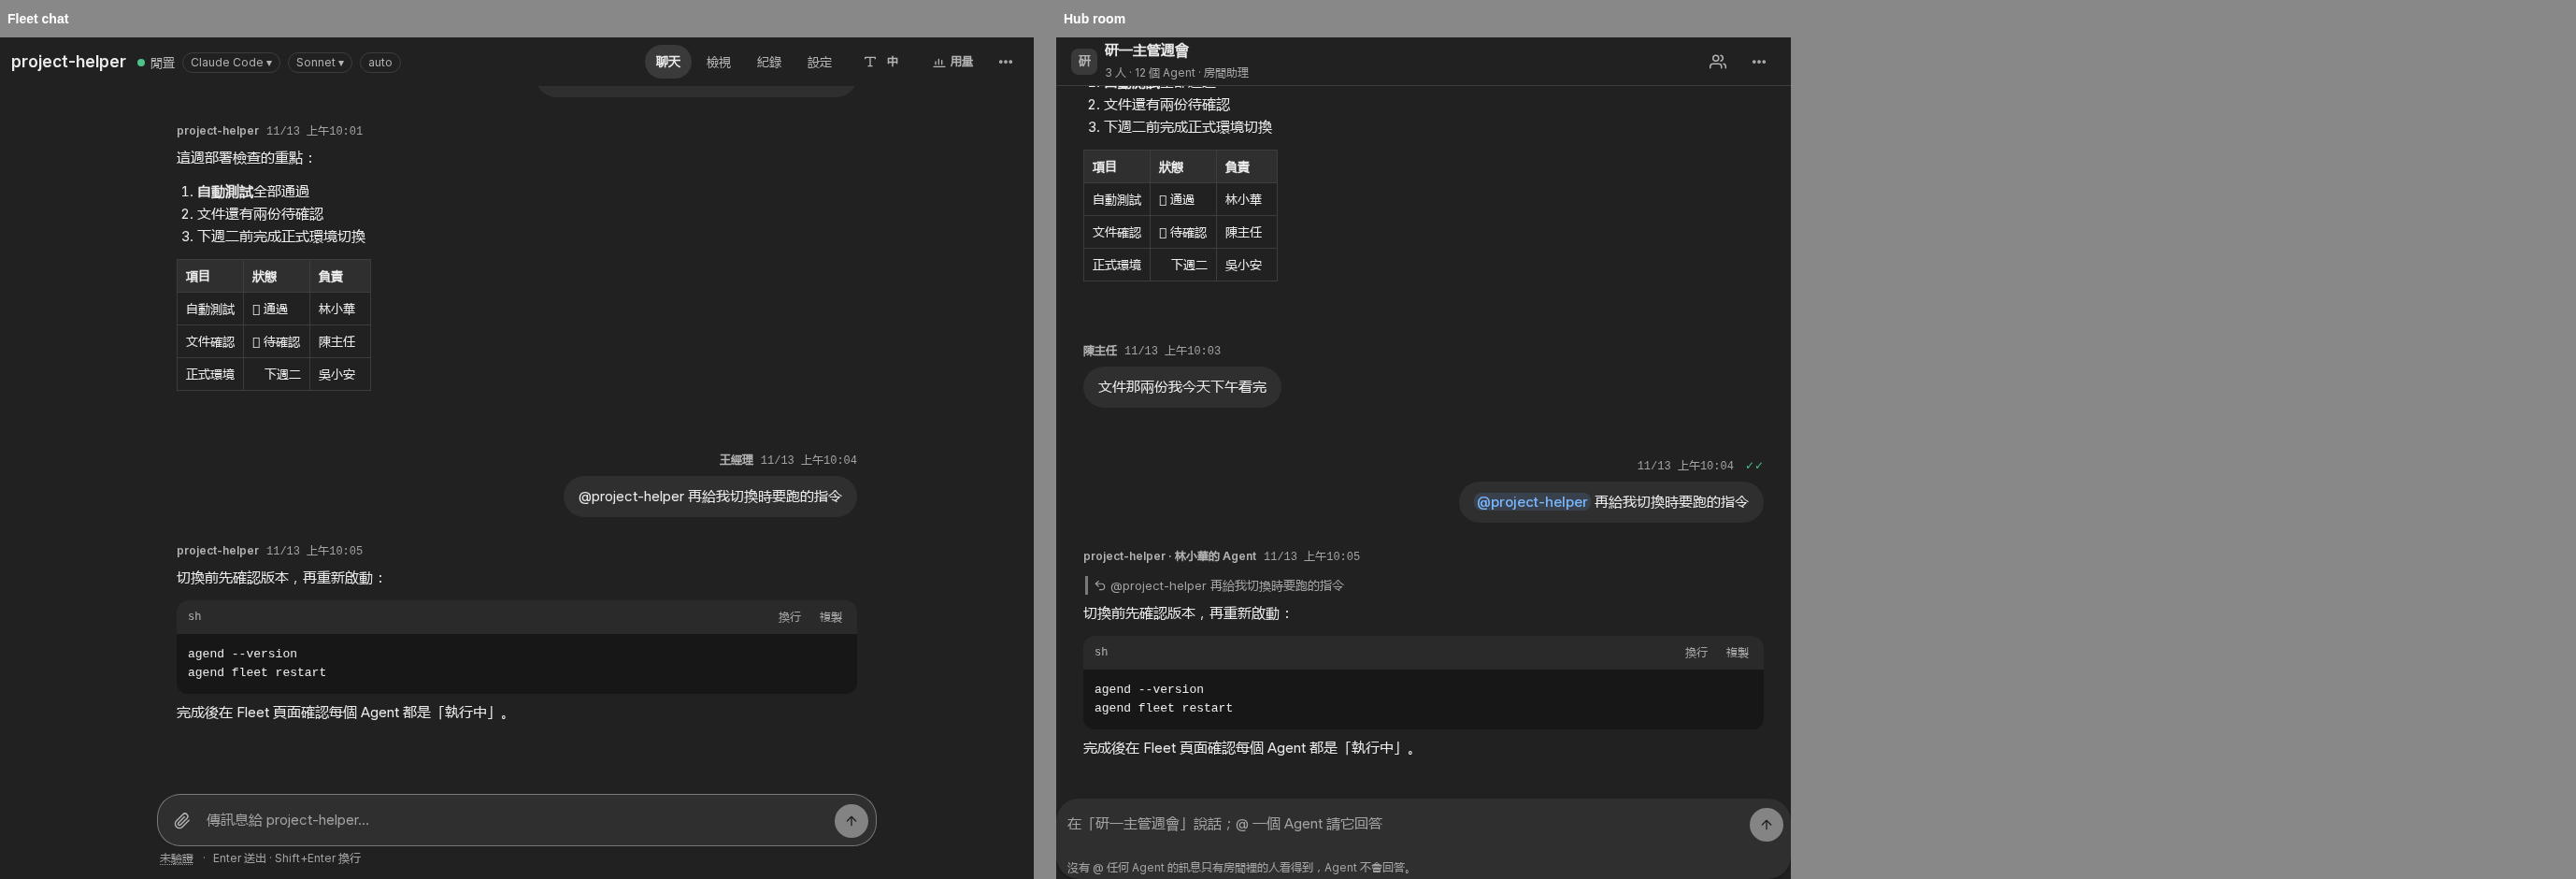 Fleet chat
project-helper 閒置 Claude Code ▾ Sonnet ▾ auto 聊天 檢視 紀錄 設定 中 用量 •••
project-helper 11/13 上午10:01
這週部署檢查的重點：
1. 自動測試全部通過
2. 文件還有兩份待確認
3. 下週二前完成正式環境切換
項目 狀態 負責
自動測試 通過 林小華
文件確認 待確認 陳主任
正式環境 下週二 吳小安
王經理 11/13 上午10:04
@project-helper 再給我切換時要跑的指令
project-helper 11/13 上午10:05
切換前先確認版本，再重新啟動：
sh 換行 複製
agend --version
agend fleet restart
完成後在 Fleet 頁面確認每個 Agent 都是「執行中」。
傳訊息給 project-helper...
未驗證 · Enter 送出 · Shift+Enter 換行
Hub room
研 研一主管週會
3 人 · 12 個 Agent · 房間助理
2. 文件還有兩份待確認
3. 下週二前完成正式環境切換
項目 狀態 負責
自動測試 通過 林小華
文件確認 待確認 陳主任
正式環境 下週二 吳小安
陳主任 11/13 上午10:03
文件那兩份我今天下午看完
11/13 上午10:04 ✓✓
@project-helper 再給我切換時要跑的指令
project-helper · 林小華的 Agent 11/13 上午10:05
@project-helper 再給我切換時要跑的指令
切換前先確認版本，再重新啟動：
sh 換行 複製
agend --version
agend fleet restart
完成後在 Fleet 頁面確認每個 Agent 都是「執行中」。
在「研一主管週會」說話；@ 一個 Agent 請它回答
沒有 @ 任何 Agent 的訊息只有房間裡的人看得到，Agent 不會回答。